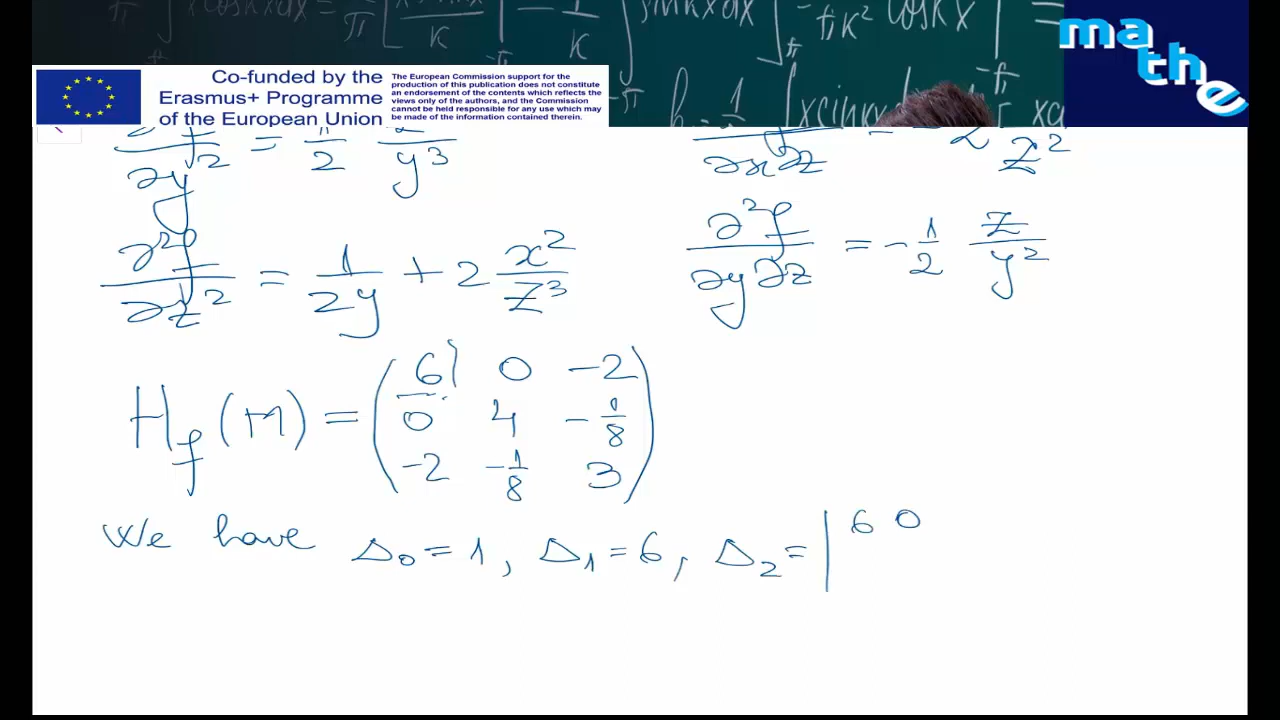 ma
the
Co-funded by the
Erasmus+ Programme
of the European Union
The European Commission support for the
production of this publication does not constitute
an endorsement of the contents which reflects the
views only of the authors, and the Commission
cannot be held responsible for any use which may
be made of the information contained therein.
∂²f/∂z² = 1/2y + 2 x²/z³
∂²f/∂y∂z = -1/2 z/y²
H_f(M) = ( 6 0 -2
0 4 -1/8
-2 -1/8 3 )
We have Δ₀ = 1, Δ₁ = 6, Δ₂ = | 6 0